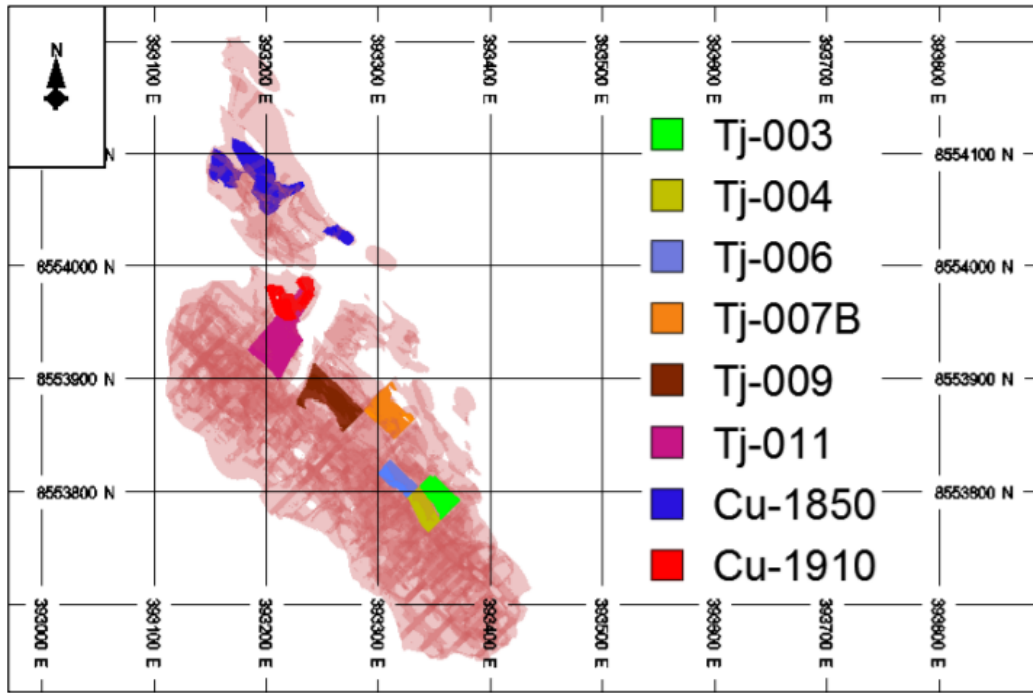 N
393100 E
393200 E
393300 E
393400 E
393500 E
393600 E
393700 E
393800 E
N
8554100 N
8554000 N
8554000 N
8553900 N
8553900 N
8553800 N
8553800 N
Tj-003
Tj-004
Tj-006
Tj-007B
Tj-009
Tj-011
Cu-1850
Cu-1910
393000 E
393100 E
393200 E
393300 E
393400 E
393500 E
393600 E
393700 E
393800 E